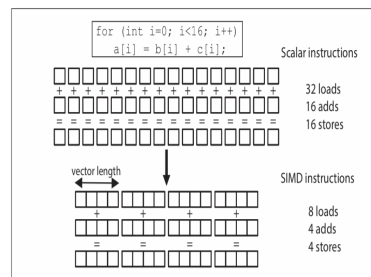 for (int i=0; i<16; i++)
a[i] = b[i] + c[i];
Scalar instructions
+ + + + + + + + + + + + + + + +
32 loads
16 adds
= = = = = = = = = = = = = = = =
16 stores
vector length
SIMD instructions
8 loads
+ + + +
4 adds
= = = =
4 stores